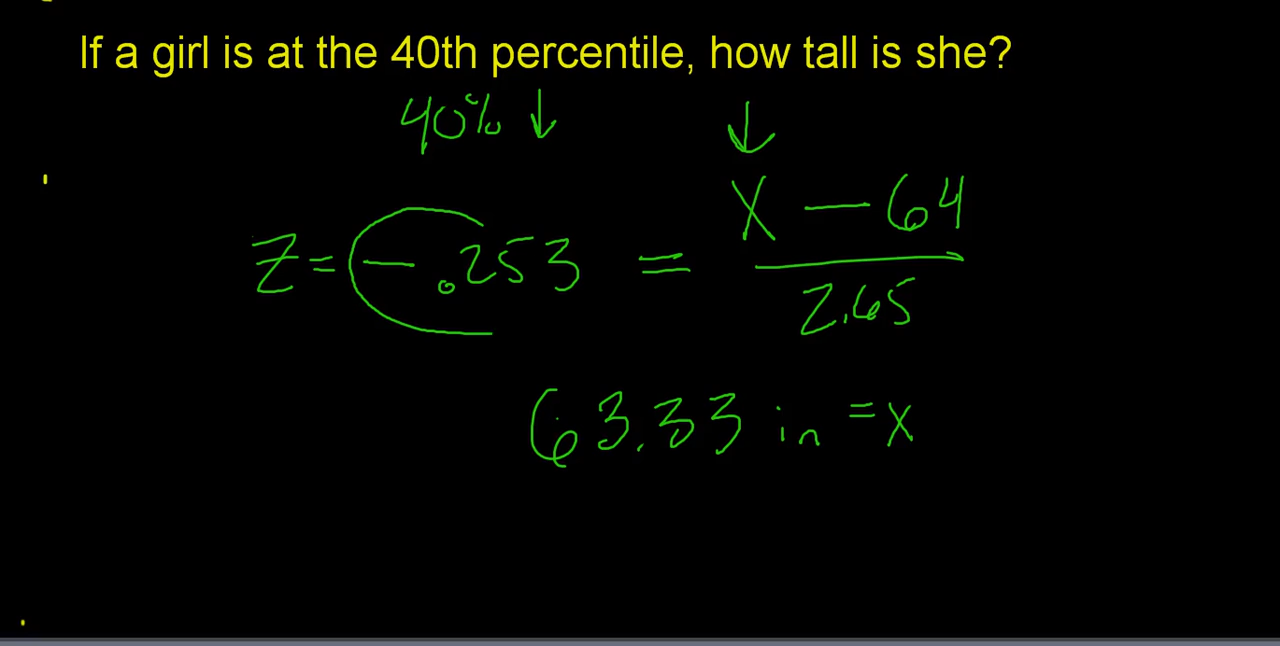 If a girl is at the 40th percentile, how tall is she?
40% ↓ ↓
Z = -.253 = X - 64
2.65
63.33 in = X